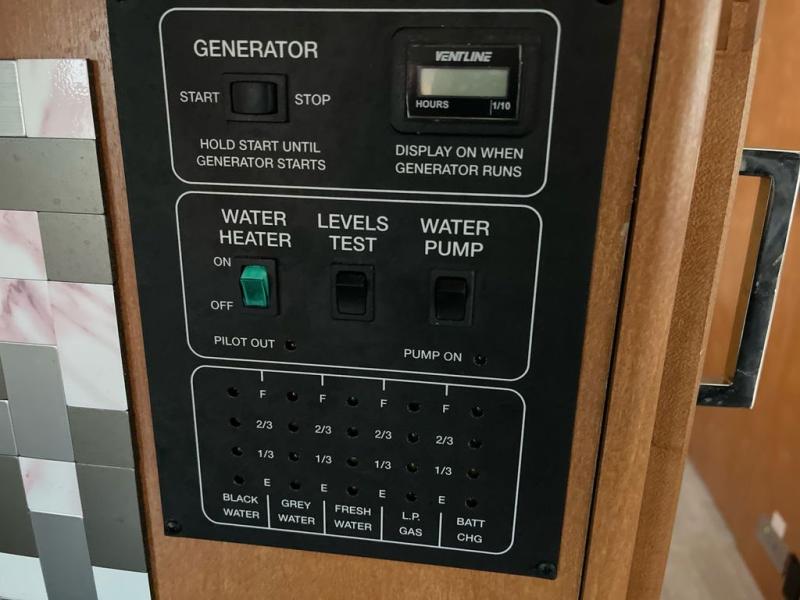 GENERATOR
START STOP
HOLD START UNTIL
GENERATOR STARTS
VENTLINE
HOURS 1/10
DISPLAY ON WHEN
GENERATOR RUNS
WATER
HEATER
ON
OFF
PILOT OUT
LEVELS
TEST
WATER
PUMP
PUMP ON
F F F F
2/3 2/3 2/3 2/3
1/3 1/3 1/3 1/3
E E E E
BLACK
WATER
GREY
WATER
FRESH
WATER
L.P.
GAS
BATT
CHG